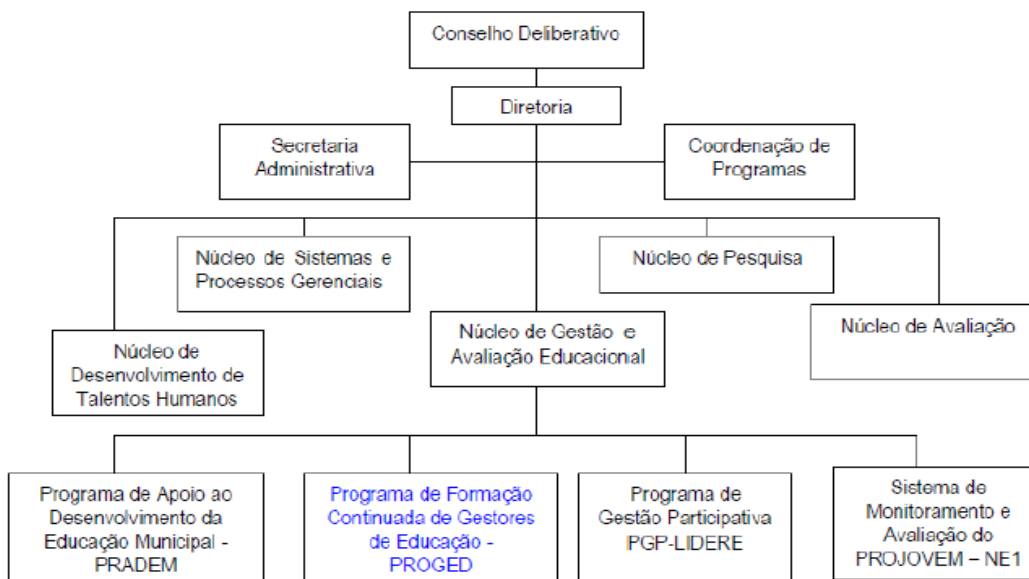 Conselho Deliberativo
Diretoria
Secretaria
Administrativa
Coordenação de
Programas
Núcleo de Sistemas e
Processos Gerenciais
Núcleo de Pesquisa
Núcleo de
Desenvolvimento de
Talentos Humanos
Núcleo de Gestão e
Avaliação Educacional
Núcleo de Avaliação
Programa de Apoio ao
Desenvolvimento da
Educação Municipal -
PRADEM
Programa de Formação
Continuada de Gestores
de Educação -
PROGED
Programa de
Gestão Participativa
PGP-LIDERE
Sistema de
Monitoramento e
Avaliação do
PROJOVEM – NE1